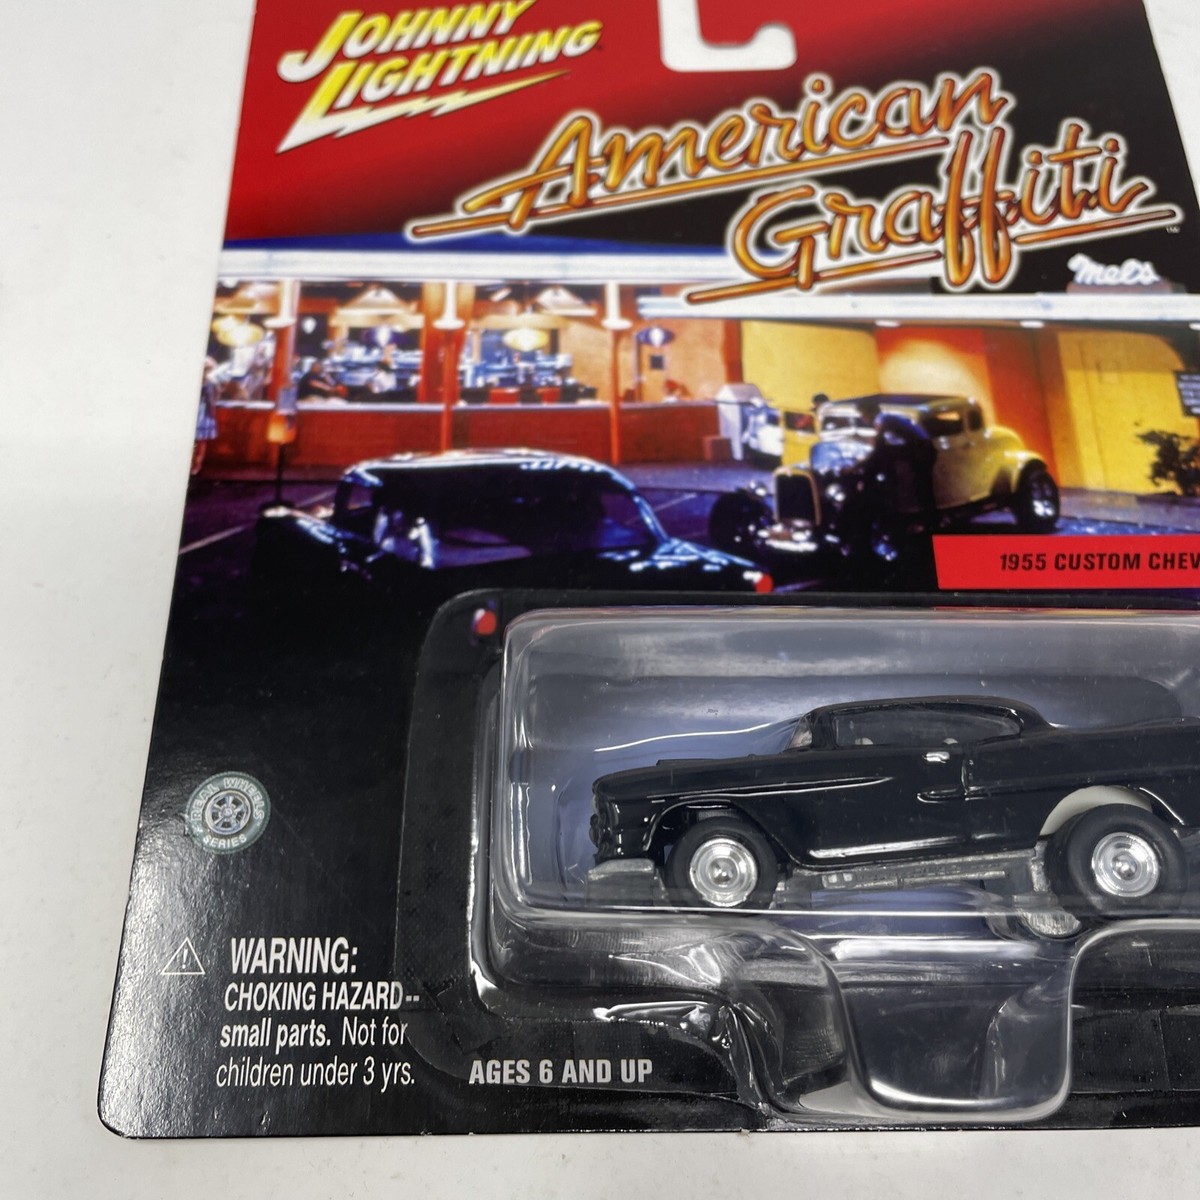 JOHNNY
LIGHTNING
American
Graffiti
TM
Mel's
1955 CUSTOM CHEV
REAL WHEELS
SERIES
WARNING:
CHOKING HAZARD--
small parts. Not for
children under 3 yrs.
AGES 6 AND UP